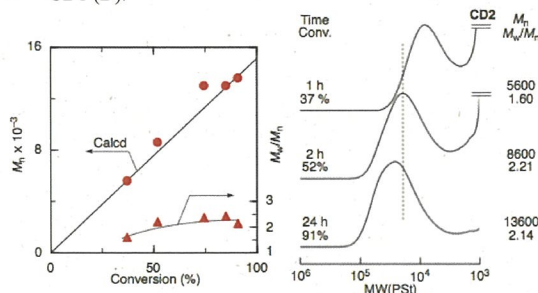 16
8
0
Mn x 10⁻³
Calcd
Mw/Mn
3
2
1
0
50
100
Conversion (%)
Time
Conv.
CD2
Mn
Mw/Mn
1 h
37 %
5600
1.60
2 h
52%
8600
2.21
24 h
91%
13600
2.14
10⁶
10⁵
10⁴
10³
MW(PSt)